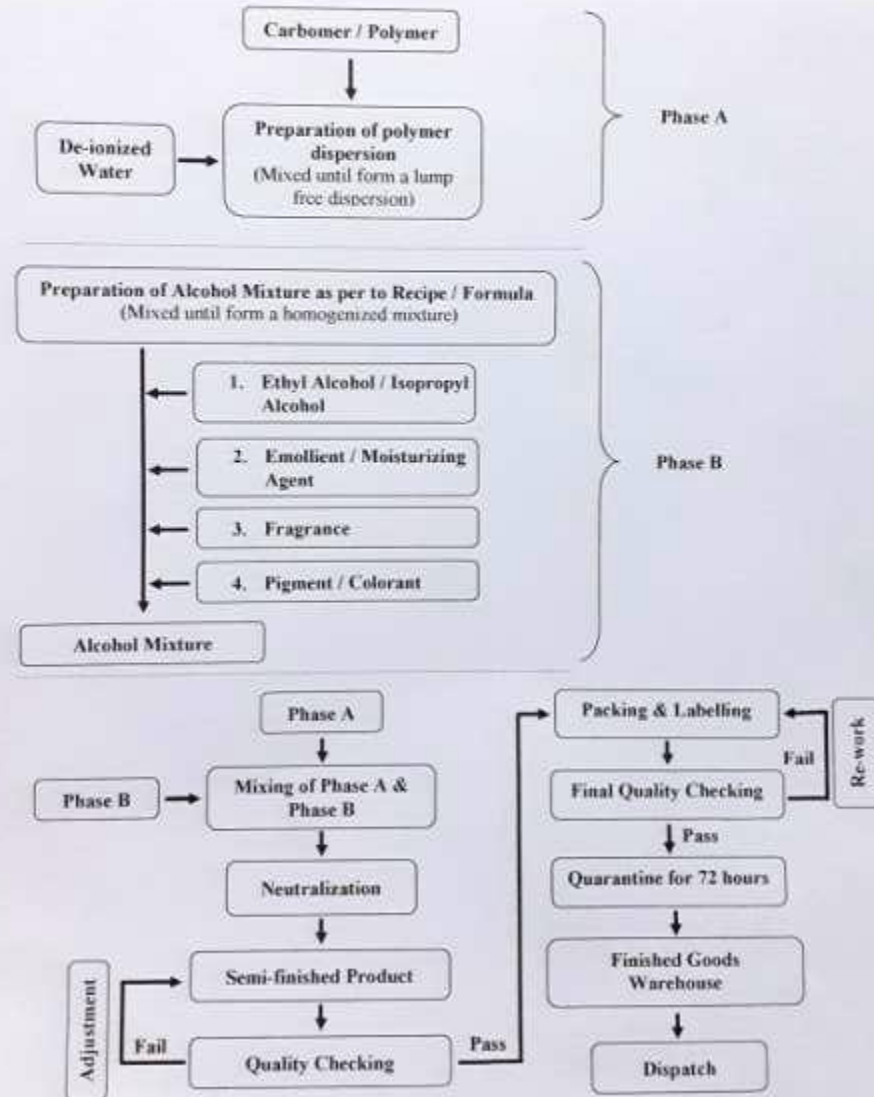 Carbomer / Polymer
Phase A
De-ionized
Water
Preparation of polymer
dispersion
(Mixed until form a lump
free dispersion)
Preparation of Alcohol Mixture as per to Recipe / Formula
(Mixed until form a homogenized mixture)
1. Ethyl Alcohol / Isopropyl
Alcohol
2. Emollient / Moisturizing
Agent
Phase B
3. Fragrance
4. Pigment / Colorant
Alcohol Mixture
Phase A
Phase B
Mixing of Phase A &
Phase B
Neutralization
Semi-finished Product
Adjustment
Fail
Quality Checking
Pass
Packing & Labelling
Fail
Re-work
Final Quality Checking
Pass
Quarantine for 72 hours
Finished Goods
Warehouse
Dispatch